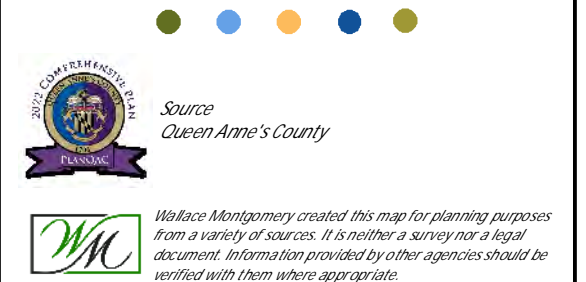 2022 COMPREHENSIVE PLAN
QUEEN ANNE'S COUNTY
PLANQAC
Source
Queen Anne's County
WM
Wallace Montgomery created this map for planning purposes
from a variety of sources. It is neither a survey nor a legal
document. Information provided by other agencies should be
verified with them where appropriate.